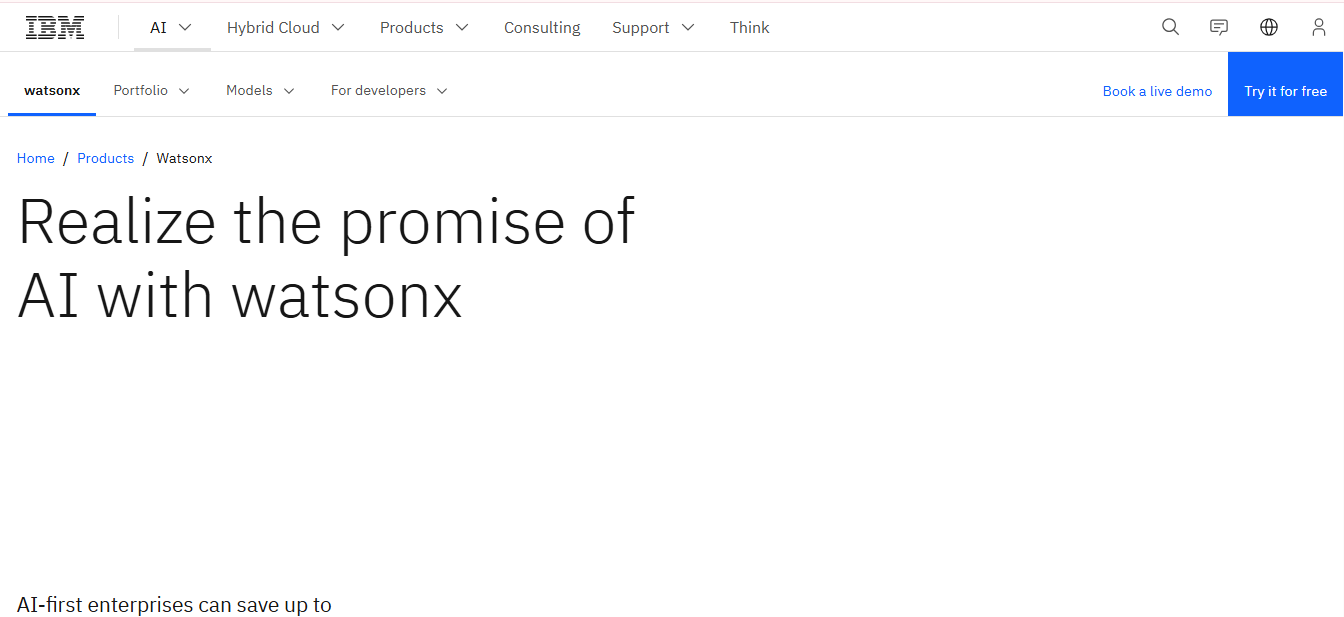 IBM
AI Hybrid Cloud Products Consulting Support Think
watsonx Portfolio Models For developers Book a live demo Try it for free
Home / Products / Watsonx
Realize the promise of
AI with watsonx
AI-first enterprises can save up to